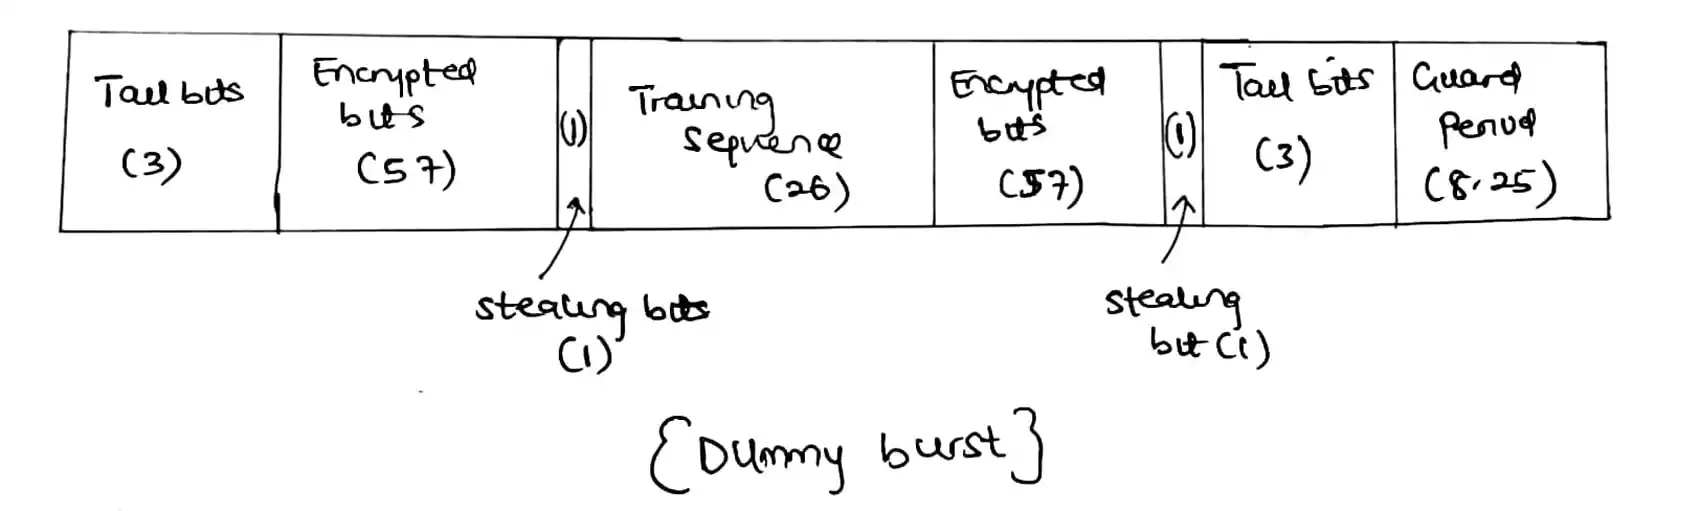 Tail bits
(3)
Encrypted
bits
(57)
(1)
Training
sequence
(26)
Encrypted
bits
(57)
(1)
Tail bits
(3)
Guard
Period
(8.25)
stealing bits
(1)
stealing
bit (1)
{Dummy burst}